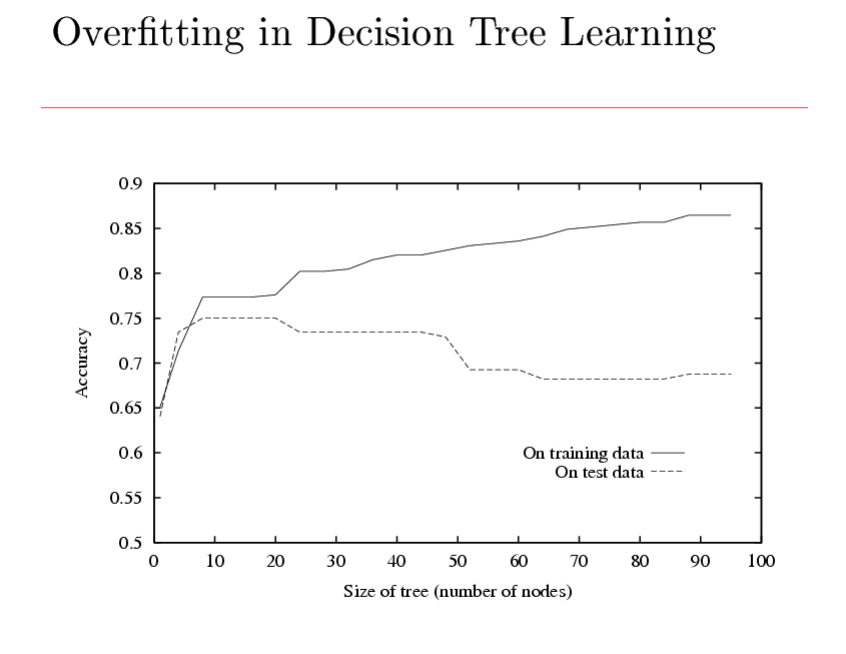 Overfitting in Decision Tree Learning
0.9
0.85
0.8
0.75
0.7
0.65
0.6
0.55
0.5
Accuracy
On training data
On test data
0 10 20 30 40 50 60 70 80 90 100
Size of tree (number of nodes)